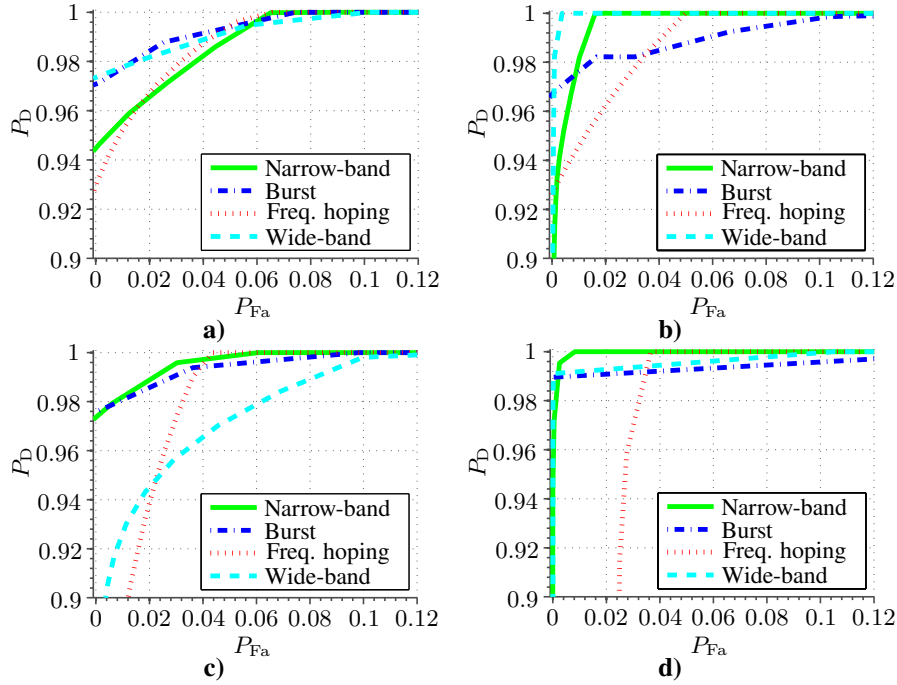 1
0.98
0.96
0.94
0.92
0.9
P_D
0 0.02 0.04 0.06 0.08 0.1 0.12
P_Fa
Narrow-band
Burst
Freq. hoping
Wide-band
a)
1
0.98
0.96
0.94
0.92
0.9
P_D
0 0.02 0.04 0.06 0.08 0.1 0.12
P_Fa
Narrow-band
Burst
Freq. hoping
Wide-band
b)
1
0.98
0.96
0.94
0.92
0.9
P_D
0 0.02 0.04 0.06 0.08 0.1 0.12
P_Fa
Narrow-band
Burst
Freq. hoping
Wide-band
c)
1
0.98
0.96
0.94
0.92
0.9
P_D
0 0.02 0.04 0.06 0.08 0.1 0.12
P_Fa
Narrow-band
Burst
Freq. hoping
Wide-band
d)